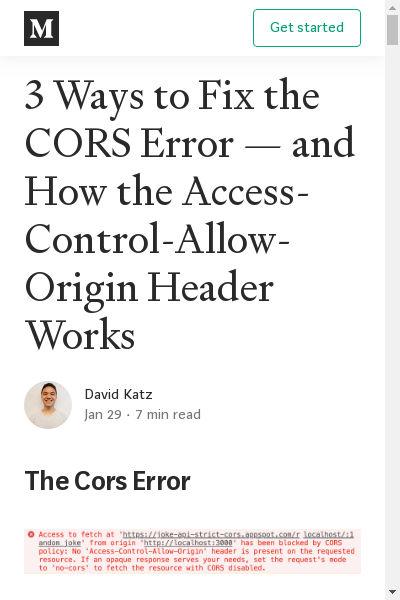 M
Get started
3 Ways to Fix the
CORS Error — and
How the Access-
Control-Allow-
Origin Header
Works
David Katz
Jan 29 · 7 min read
The Cors Error
Access to fetch at 'https://joke-api-strict-cors.appspot.com/r localhost/:1
andom_joke' from origin 'http://localhost:3000' has been blocked by CORS
policy: No 'Access-Control-Allow-Origin' header is present on the requested
resource. If an opaque response serves your needs, set the request's mode
to 'no-cors' to fetch the resource with CORS disabled.